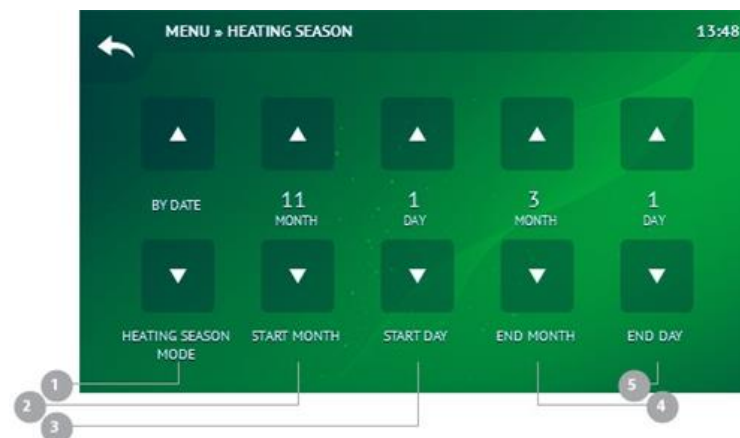 MENU » HEATING SEASON
13:48
BY DATE
11
MONTH
1
DAY
3
MONTH
1
DAY
HEATING SEASON
MODE
START MONTH
START DAY
END MONTH
END DAY
1
2
3
5
4